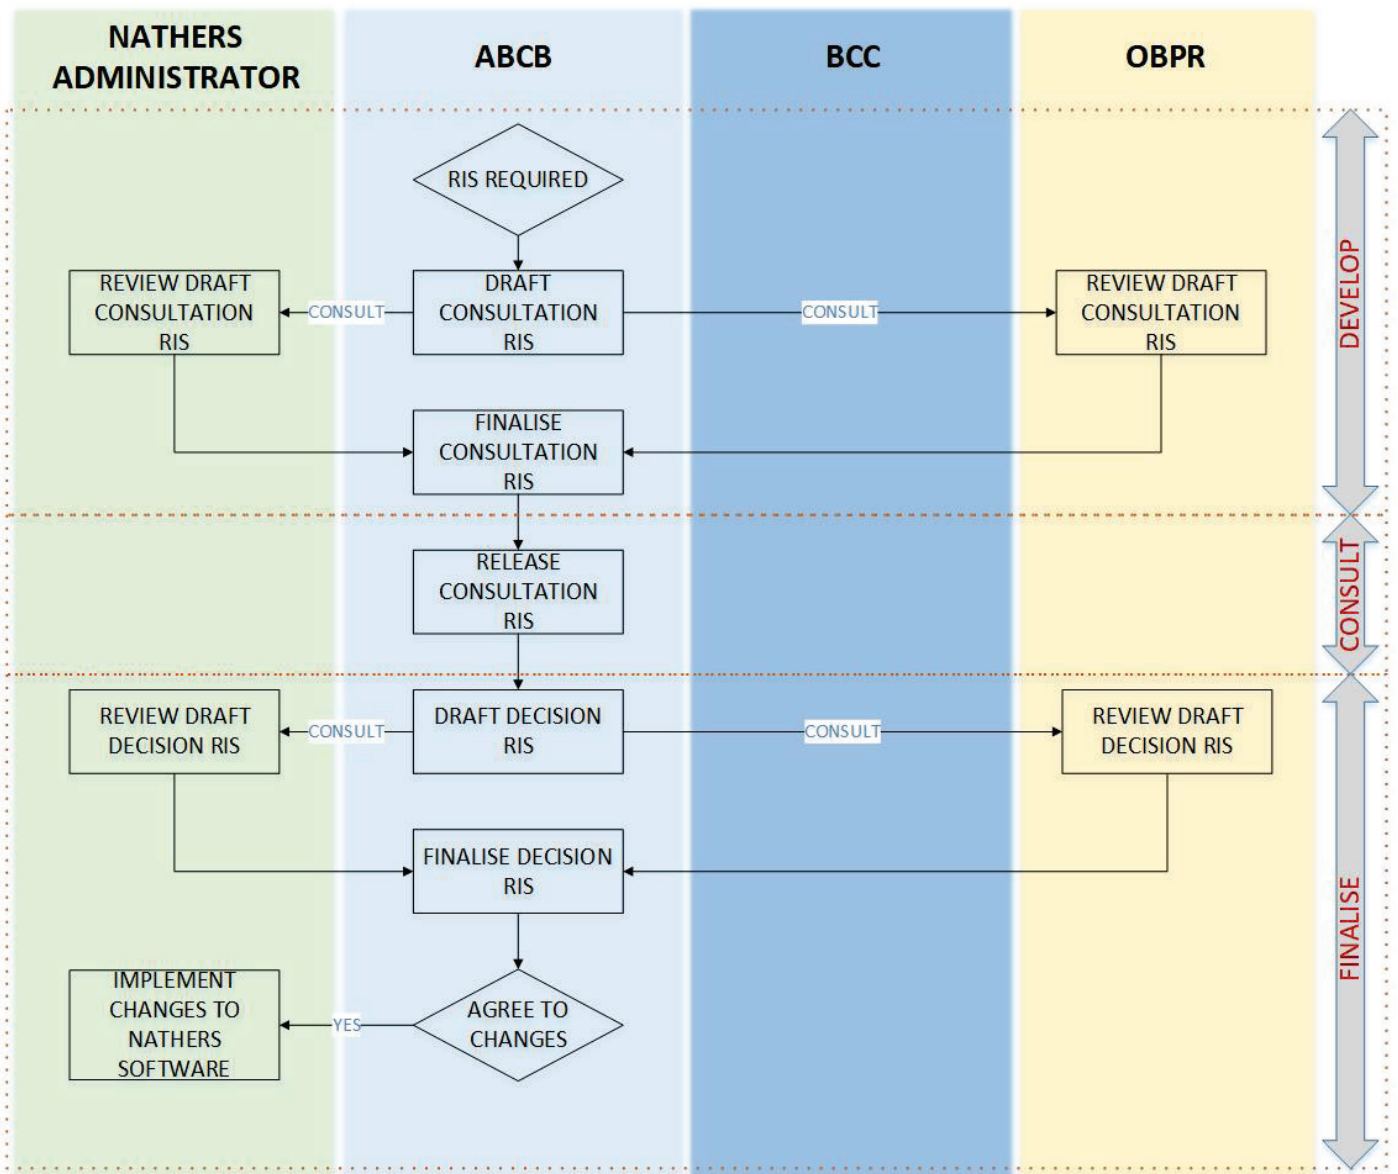 NATHERS
ADMINISTRATOR
ABCB
BCC
OBPR
RIS REQUIRED
REVIEW DRAFT
CONSULTATION
RIS
CONSULT
DRAFT
CONSULTATION
RIS
CONSULT
REVIEW DRAFT
CONSULTATION
RIS
DEVELOP
FINALISE
CONSULTATION
RIS
RELEASE
CONSULTATION
RIS
CONSULT
REVIEW DRAFT
DECISION RIS
CONSULT
DRAFT DECISION
RIS
CONSULT
REVIEW DRAFT
DECISION RIS
FINALISE DECISION
RIS
FINALISE
IMPLEMENT
CHANGES TO
NATHERS
SOFTWARE
YES
AGREE TO
CHANGES